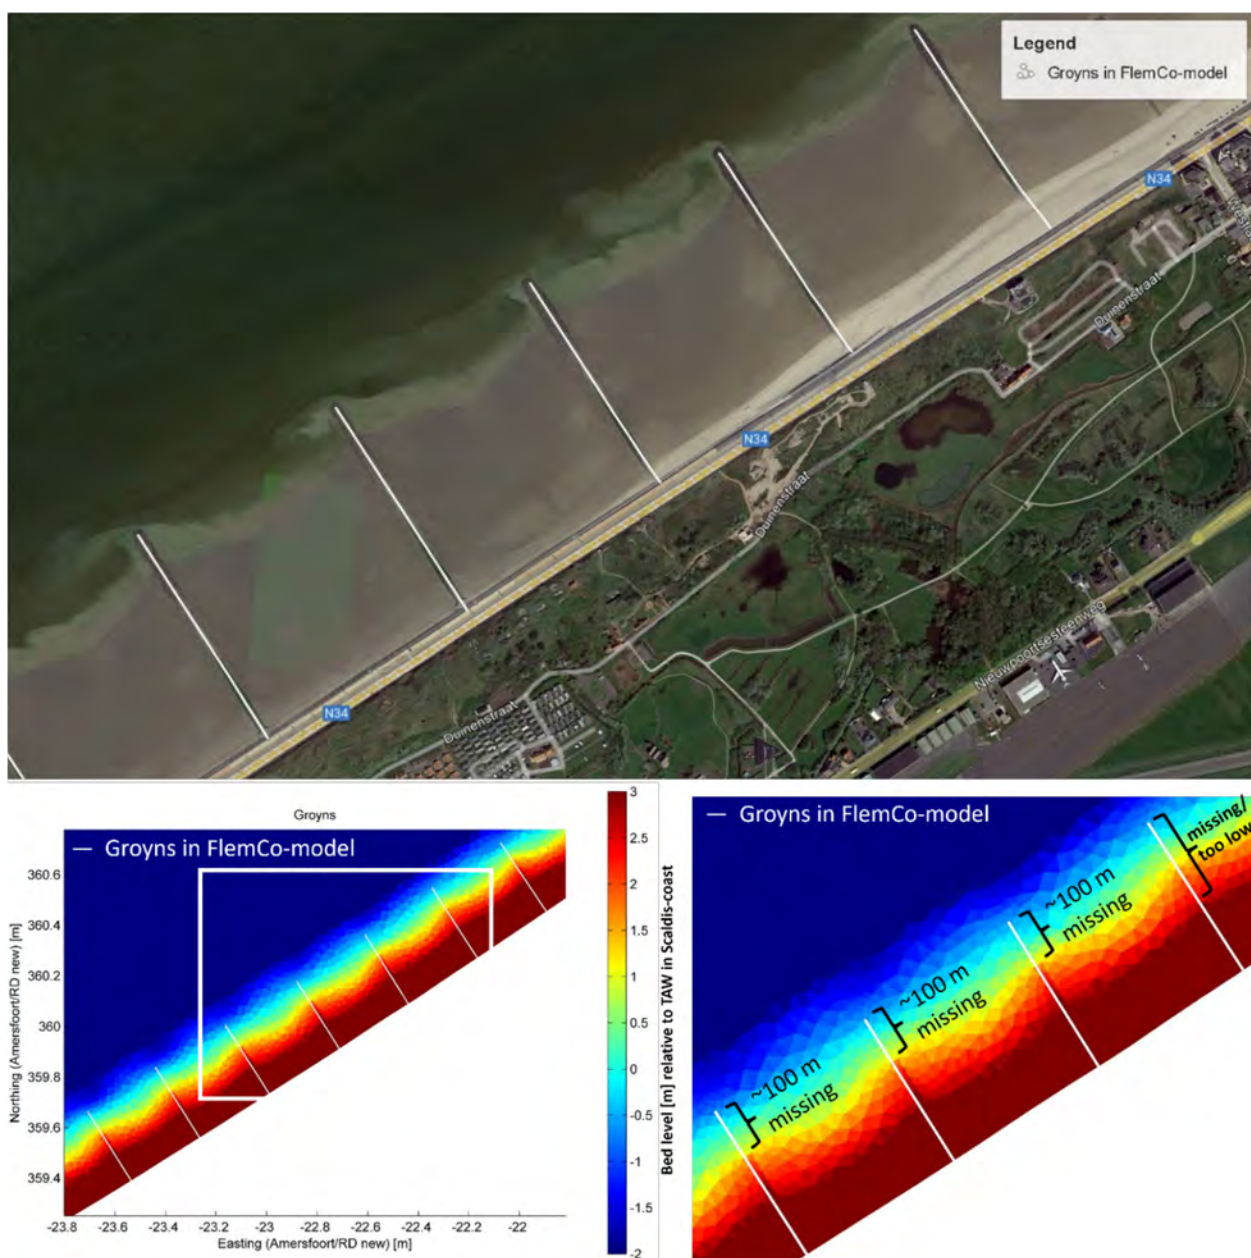 Legend
Groyns in FlemCo-model
N34
Duinenstraat
N34
Duinenstraat
Nieuwpoortsesteenweg
N34
Duinenstraat
Groyns
— Groyns in FlemCo-model
360.6
360.4
360.2
360
359.8
359.6
359.4
Northing (Amersfoort/RD new) [m]
-23.8 -23.6 -23.4 -23.2 -23 -22.8 -22.6 -22.4 -22.2 -22
Easting (Amersfoort/RD new) [m]
3
2.5
2
1.5
1
0.5
0
-0.5
-1
-1.5
-2
Bed level [m] relative to TAW in Scaldis-coast
— Groyns in FlemCo-model
missing/
too low
~100 m
missing
~100 m
missing
~100 m
missing